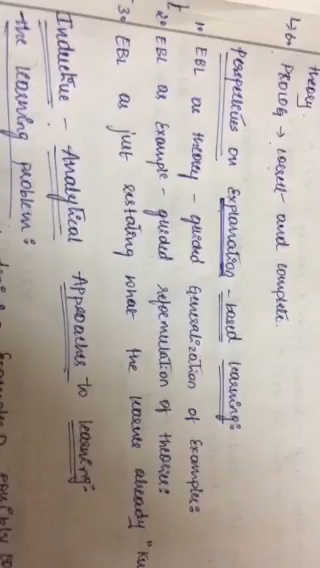 theory.
↳6. PROLOG → correct and complete.
Perspectives on Explanation-based learning:
1. EBL as theory-guided Generalization of Examples:
2. EBL as Example-guided reformulation of theories:
3. EBL as just restating what the learner already "
Inductive - Analytical Approaches to learning:
the learning problem: